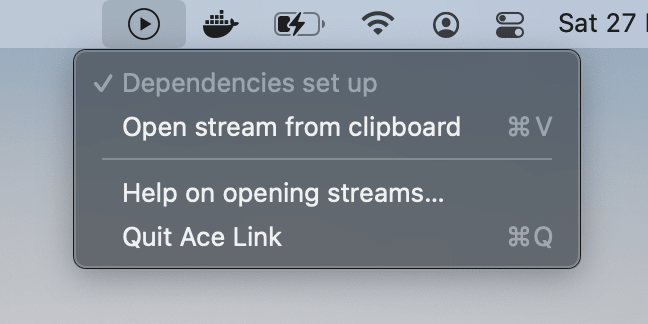 Sat 27
✓ Dependencies set up
Open stream from clipboard ⌘ V
Help on opening streams...
Quit Ace Link ⌘ Q